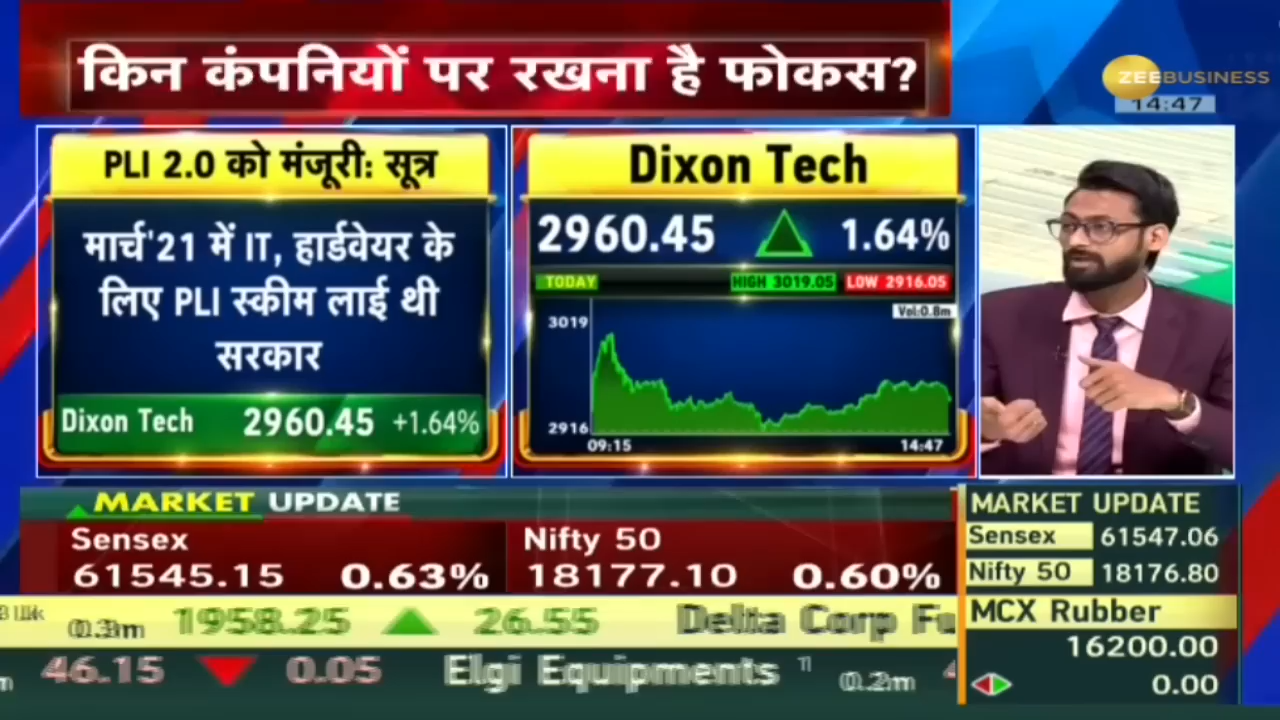 किन कंपनियों पर रखना है फोकस?
ZEEBUSINESS
14:47
PLI 2.0 को मंजूरी: सूत्र
मार्च'21 में IT, हार्डवेयर के
लिए PLI स्कीम लाई थी
सरकार
Dixon Tech 2960.45 +1.64%
Dixon Tech
2960.45 1.64%
TODAY HIGH 3019.05 LOW 2916.05
Vol:0.8m
3019
2916
09:15 14:47
MARKET UPDATE
Sensex
61545.15 0.63%
Nifty 50
18177.10 0.60%
MARKET UPDATE
Sensex 61547.06
Nifty 50 18176.80
MCX Rubber
16200.00
0.00
0.3m 1958.25 26.55 Delta Corp Fu
46.15 0.05 Elgi Equipments 0.2m